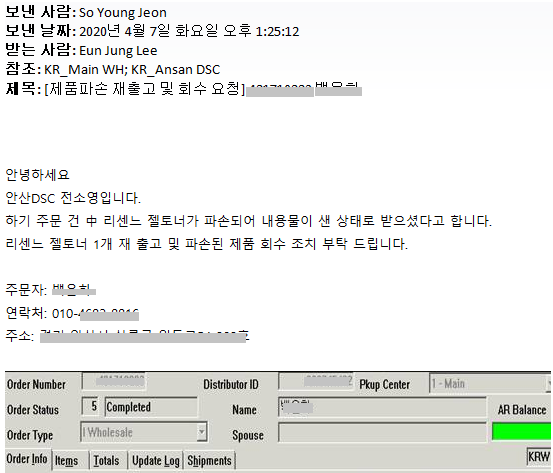 보낸 사람: So Young Jeon
보낸 날짜: 2020년 4월 7일 화요일 오후 1:25:12
받는 사람: Eun Jung Lee
참조: KR_Main WH; KR_Ansan DSC
제목: [제품파손 재출고 및 회수 요청]
안녕하세요
안산DSC 전소영입니다.
하기 주문 건 中 리센느 젤토너가 파손되어 내용물이 샌 상태로 받으셨다고 합니다.
리센느 젤토너 1개 재 출고 및 파손된 제품 회수 조치 부탁 드립니다.
주문자:
연락처: 010-
주소:
Order Number Distributor ID Pkup Center 1 - Main
Order Status 5 Completed Name AR Balance
Order Type Wholesale Spouse
Order Info Items Totals Update Log Shipments KRW